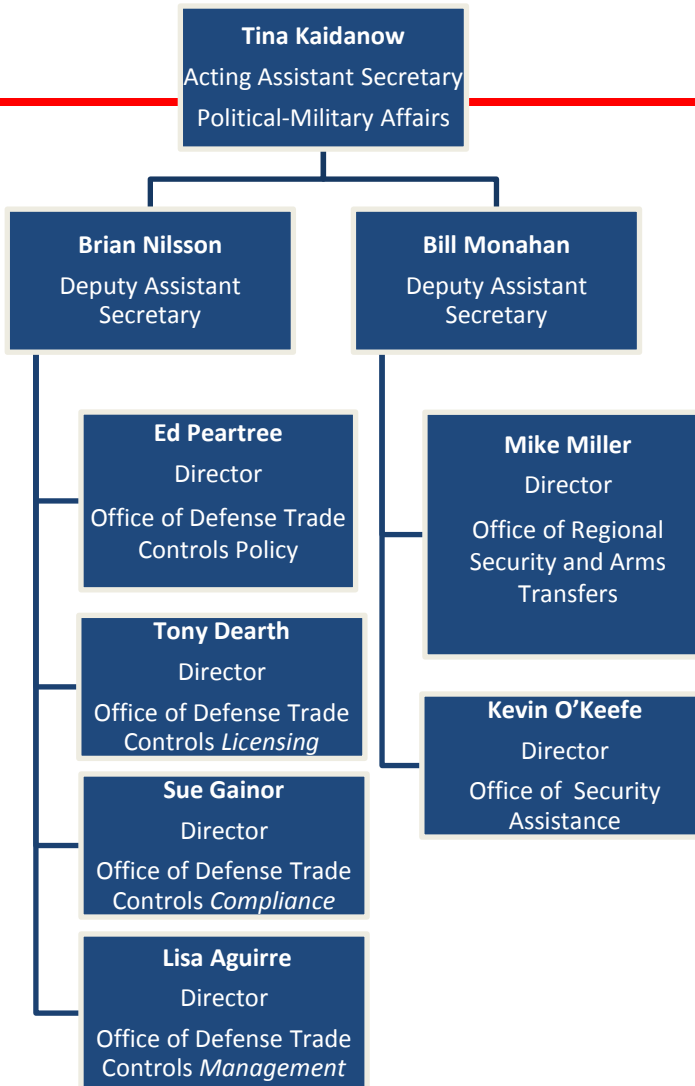 Tina Kaidanow
Acting Assistant Secretary
Political-Military Affairs
Brian Nilsson
Deputy Assistant
Secretary
Bill Monahan
Deputy Assistant
Secretary
Ed Peartree
Director
Office of Defense Trade
Controls Policy
Tony Dearth
Director
Office of Defense Trade
Controls Licensing
Sue Gainor
Director
Office of Defense Trade
Controls Compliance
Lisa Aguirre
Director
Office of Defense Trade
Controls Management
Mike Miller
Director
Office of Regional
Security and Arms
Transfers
Kevin O’Keefe
Director
Office of  Security
Assistance